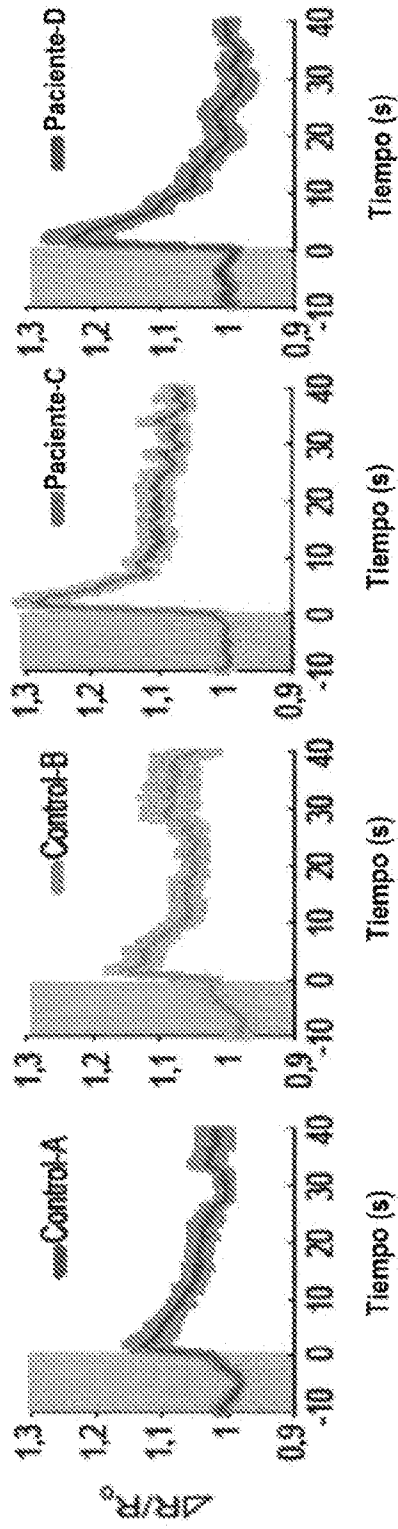 ΔR/R₀
Control-A
1,3
1,2
1,1
1
0,9
-10 0 10 20 30 40
Tiempo (s)
Control-B
1,3
1,2
1,1
1
0,9
-10 0 10 20 30 40
Tiempo (s)
Paciente-C
1,3
1,2
1,1
1
0,9
-10 0 10 20 30 40
Tiempo (s)
Paciente-D
1,3
1,2
1,1
1
0,9
-10 0 10 20 30 40
Tiempo (s)